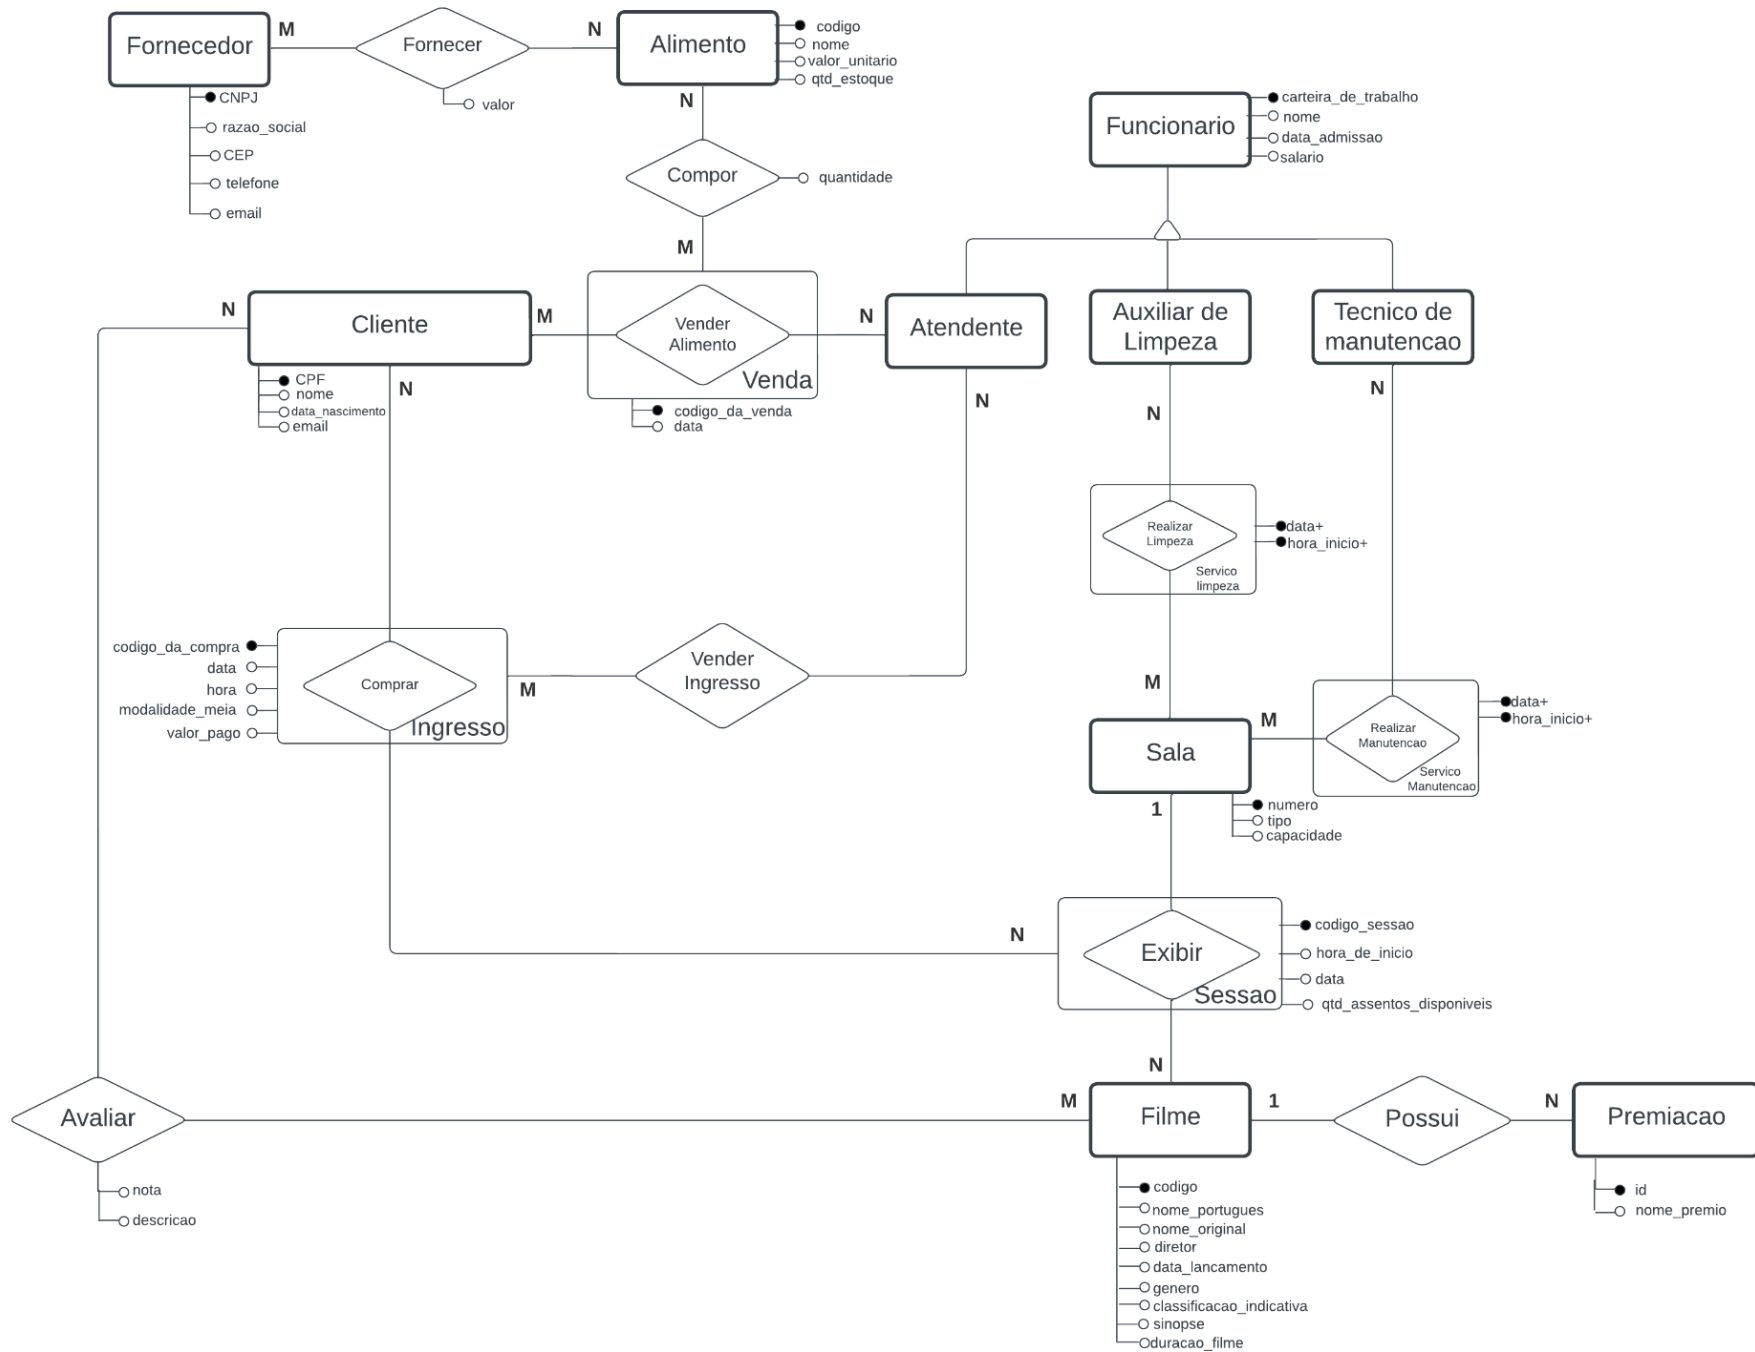 Fornecedor
M
Fornecer
N
Alimento
codigo
nome
valor_unitario
qtd_estoque
CNPJ
razao_social
CEP
telefone
email
valor
N
Compor
quantidade
M
Funcionario
carteira_de_trabalho
nome
data_admissao
salario
N
Cliente
M
Vender
Alimento
Venda
N
Atendente
Auxiliar de
Limpeza
Tecnico de
manutencao
CPF
nome
data_nascimento
email
N
codigo_da_venda
data
N
N
N
Realizar
Limpeza
Servico
limpeza
data+
hora_inicio+
codigo_da_compra
data
hora
modalidade_meia
valor_pago
Comprar
Ingresso
M
Vender
Ingresso
M
Sala
M
Realizar
Manutencao
Servico
Manutencao
data+
hora_inicio+
1
numero
tipo
capacidade
N
Exibir
Sessao
codigo_sessao
hora_de_inicio
data
qtd_assentos_disponiveis
N
Avaliar
M
Filme
1
Possui
N
Premiacao
nota
descricao
codigo
nome_portugues
nome_original
diretor
data_lancamento
genero
classificacao_indicativa
sinopse
duracao_filme
id
nome_premio